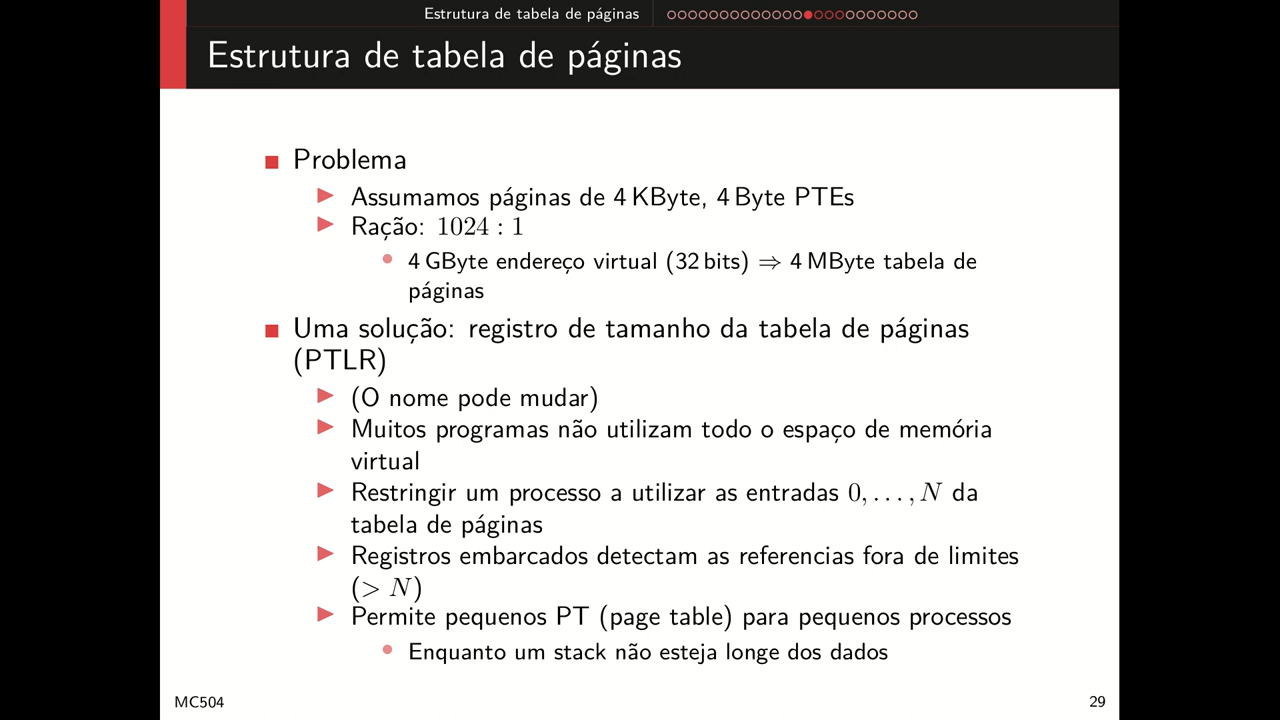 Estrutura de tabela de páginas
Estrutura de tabela de páginas
Problema
Assumamos páginas de 4 KByte, 4 Byte PTEs
Ração: 1024 : 1
4 GByte endereço virtual (32 bits) ⇒ 4 MByte tabela de
páginas
Uma solução: registro de tamanho da tabela de páginas
(PTLR)
(O nome pode mudar)
Muitos programas não utilizam todo o espaço de memória
virtual
Restringir um processo a utilizar as entradas 0, . . . , N da
tabela de páginas
Registros embarcados detectam as referencias fora de limites
(> N)
Permite pequenos PT (page table) para pequenos processos
Enquanto um stack não esteja longe dos dados
MC504
29